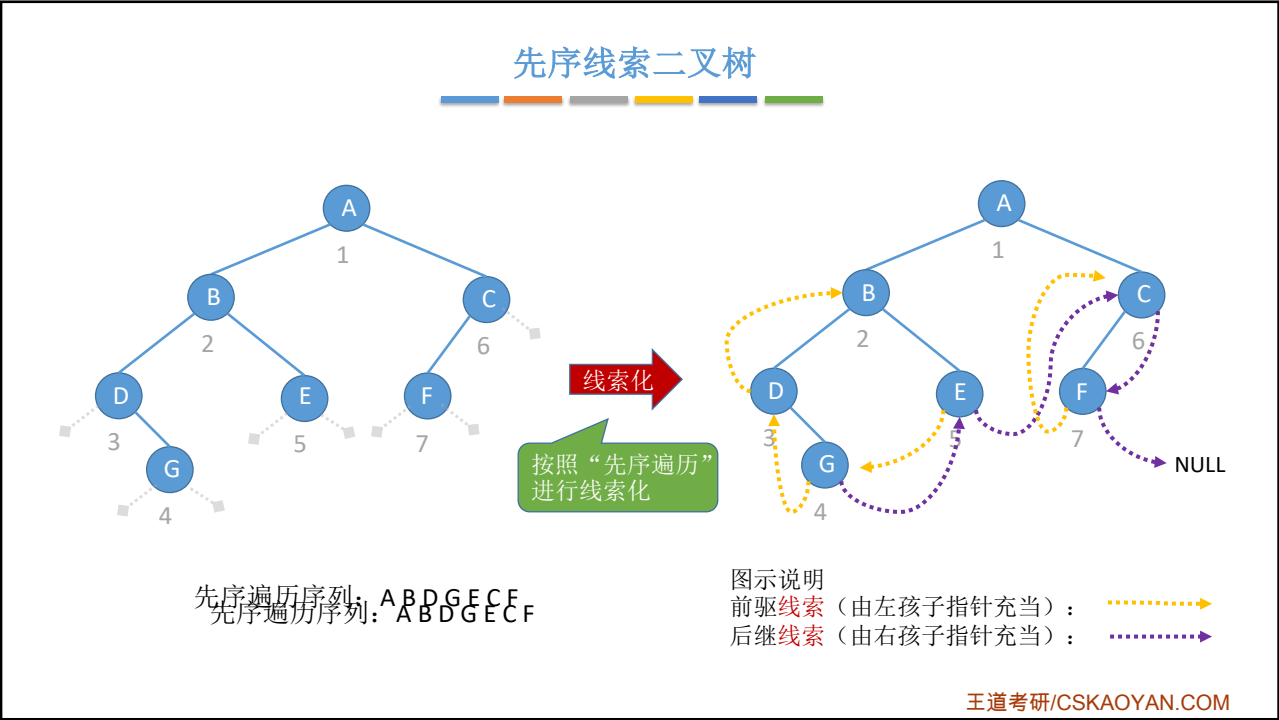 先序线索二叉树
A
1
B
C
2
6
D
E
F
3
5
7
G
4
线索化
按照“先序遍历”
进行线索化
A
1
B
C
2
6
D
E
F
3
5
7
G
4
NULL
先序遍历序列：A B D G E C F
先序遍历序列：A B D G E C F
图示说明
前驱线索（由左孩子指针充当）：
后继线索（由右孩子指针充当）：
王道考研/CSKAOYAN.COM